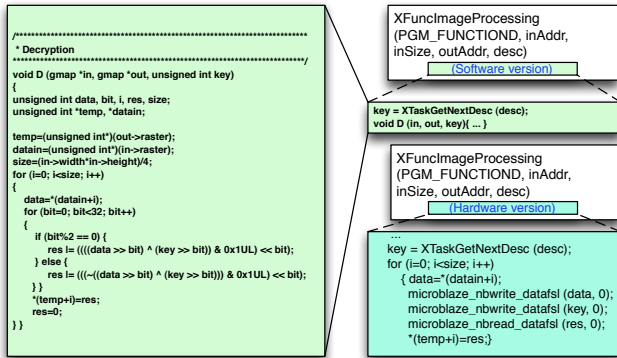 /************************************************************************
* Decryption
************************************************************************/
void D (gmap *in, gmap *out, unsigned int key)
{
unsigned int data, bit, i, res, size;
unsigned int *temp, *datain;
temp=(unsigned int*)(out->raster);
datain=(unsigned int*)(in->raster);
size=(in->width*in->height)/4;
for (i=0; i<size; i++)
{
data=*(datain+i);
for (bit=0; bit<32; bit++)
{
if (bit%2 == 0) {
res |= ((((data >> bit) ^ (key >> bit)) & 0x1UL) << bit);
} else {
res |= (((~((data >> bit) ^ (key >> bit))) & 0x1UL) << bit);
} }
*(temp+i)=res;
res=0;
} }
XFuncImageProcessing
(PGM_FUNCTIOND, inAddr,
inSize, outAddr, desc)
(Software version)
key = XTaskGetNextDesc (desc);
void D (in, out, key){ ... }
XFuncImageProcessing
(PGM_FUNCTIOND, inAddr,
inSize, outAddr, desc)
(Hardware version)
...
key = XTaskGetNextDesc (desc);
for (i=0; i<size; i++)
{ data=*(datain+i);
microblaze_nbwrite_datafsl (data, 0);
microblaze_nbwrite_datafsl (key, 0);
microblaze_nbread_datafsl (res, 0);
*(temp+i)=res;}